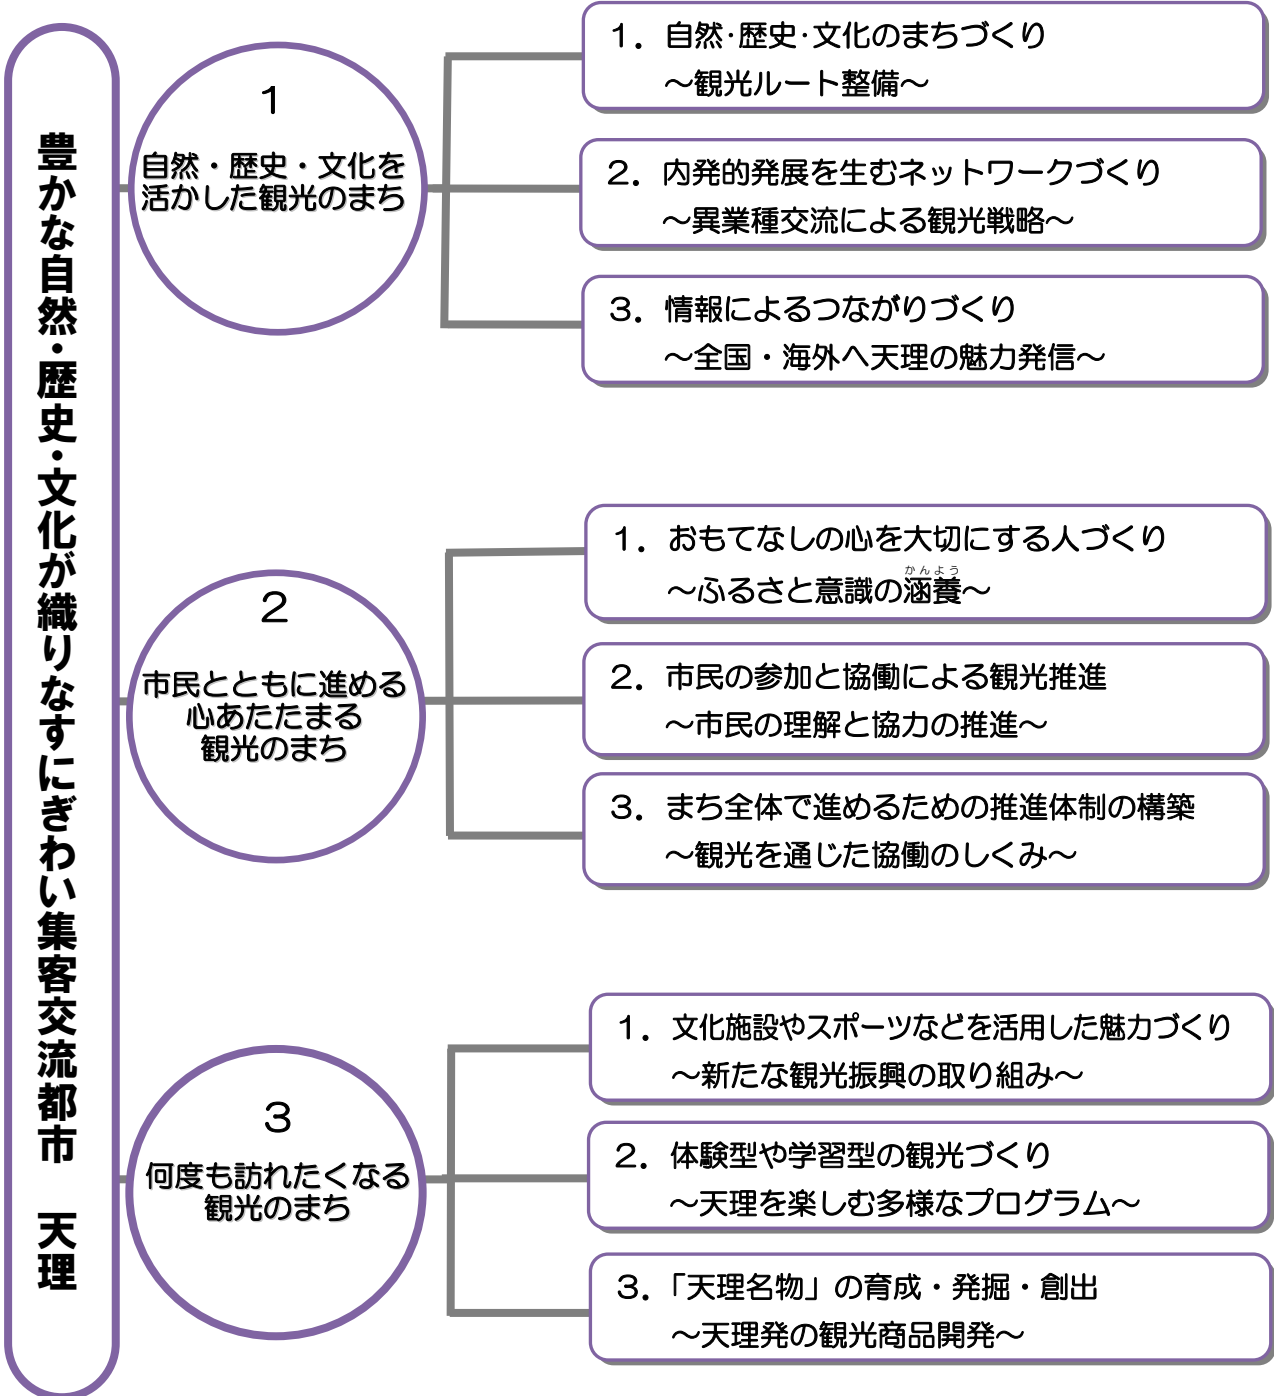 豊かな自然・歴史・文化が織りなすにぎわい集客交流都市　天理
1
自然・歴史・文化を
活かした観光のまち
1．自然・歴史・文化のまちづくり
～観光ルート整備～
2．内発的発展を生むネットワークづくり
～異業種交流による観光戦略～
3．情報によるつながりづくり
～全国・海外へ天理の魅力発信～
2
市民とともに進める
心あたたまる
観光のまち
1．おもてなしの心を大切にする人づくり
かんよう
～ふるさと意識の涵養～
2．市民の参加と協働による観光推進
～市民の理解と協力の推進～
3．まち全体で進めるための推進体制の構築
～観光を通じた協働のしくみ～
3
何度も訪れたくなる
観光のまち
1．文化施設やスポーツなどを活用した魅力づくり
～新たな観光振興の取り組み～
2．体験型や学習型の観光づくり
～天理を楽しむ多様なプログラム～
3．「天理名物」の育成・発掘・創出
～天理発の観光商品開発～